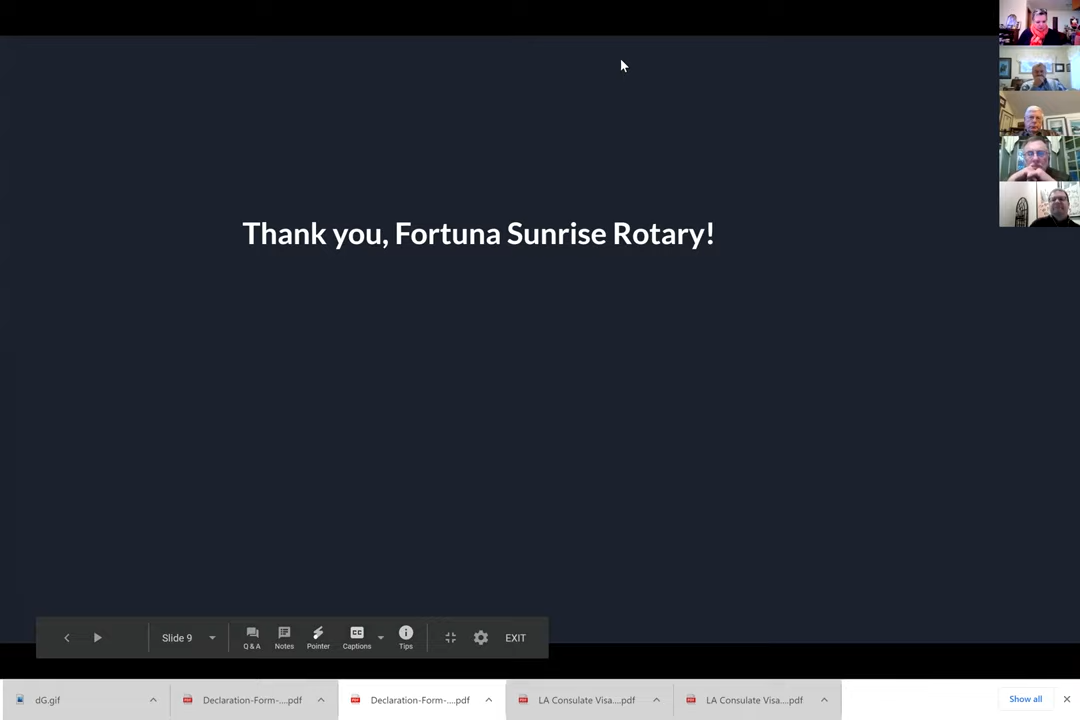 Thank you, Fortuna Sunrise Rotary!
Slide 9
Q & A
Notes
Pointer
CC
Captions
Tips
EXIT
dG.gif
Declaration-Form-....pdf
Declaration-Form-....pdf
LA Consulate Visa....pdf
LA Consulate Visa....pdf
Show all